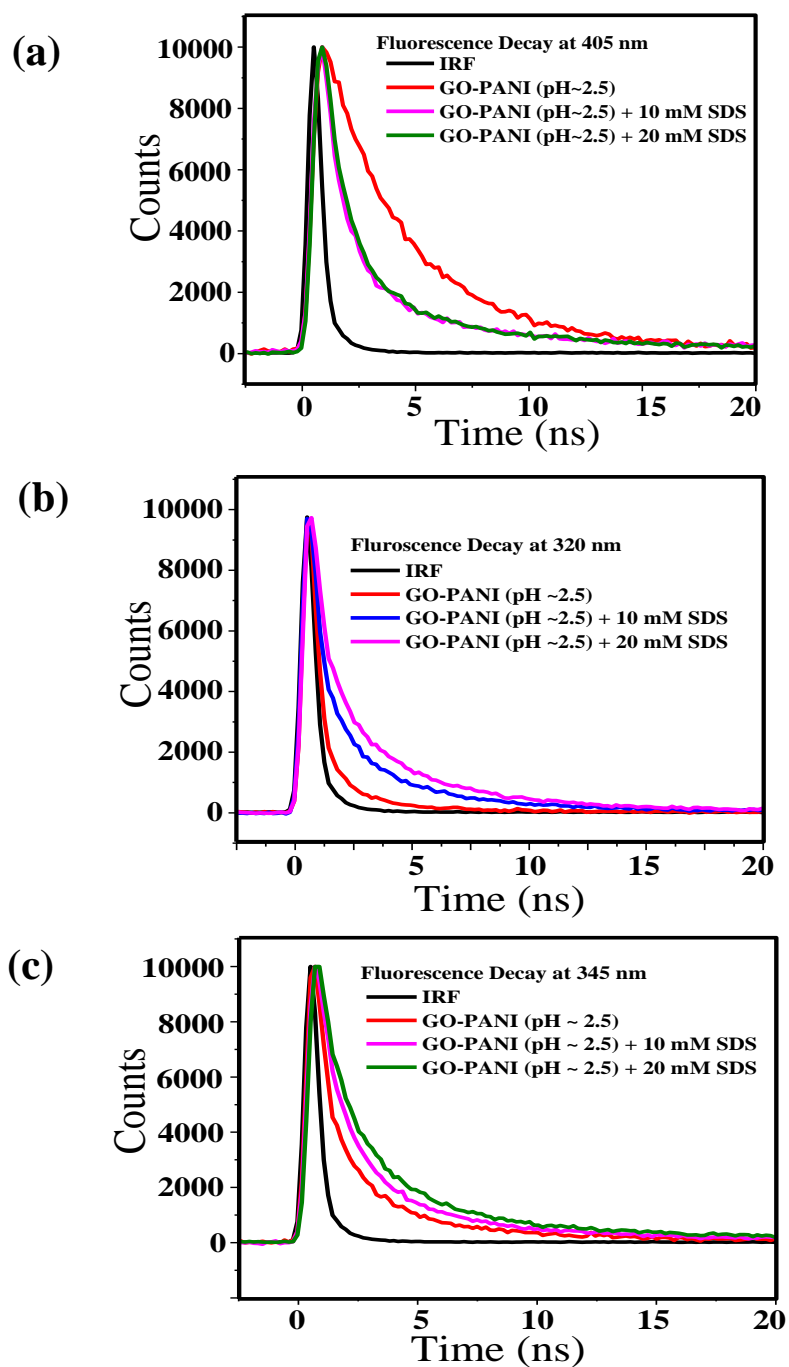 (a)
Fluorescence Decay at 405 nm
IRF
GO-PANI (pH~2.5)
GO-PANI (pH~2.5) + 10 mM SDS
GO-PANI (pH~2.5) + 20 mM SDS
Counts
10000
8000
6000
4000
2000
0
0 5 10 15 20
Time (ns)
(b)
Fluroscence Decay at 320 nm
IRF
GO-PANI (pH ~2.5)
GO-PANI (pH ~2.5) + 10 mM SDS
GO-PANI (pH ~2.5) + 20 mM SDS
Counts
10000
8000
6000
4000
2000
0
0 5 10 15 20
Time (ns)
(c)
Fluorescence Decay at 345 nm
IRF
GO-PANI (pH ~ 2.5)
GO-PANI (pH ~ 2.5) + 10 mM SDS
GO-PANI (pH ~ 2.5) + 20 mM SDS
Counts
10000
8000
6000
4000
2000
0
0 5 10 15 20
Time (ns)